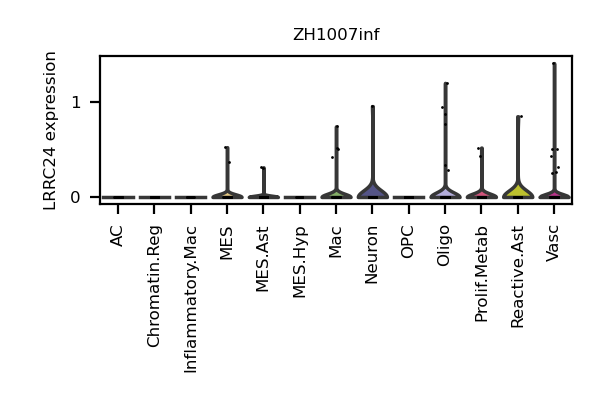 ZH1007inf
LRRC24 expression
1
0
AC
Chromatin.Reg
Inflammatory.Mac
MES
MES.Ast
MES.Hyp
Mac
Neuron
OPC
Oligo
Prolif.Metab
Reactive.Ast
Vasc